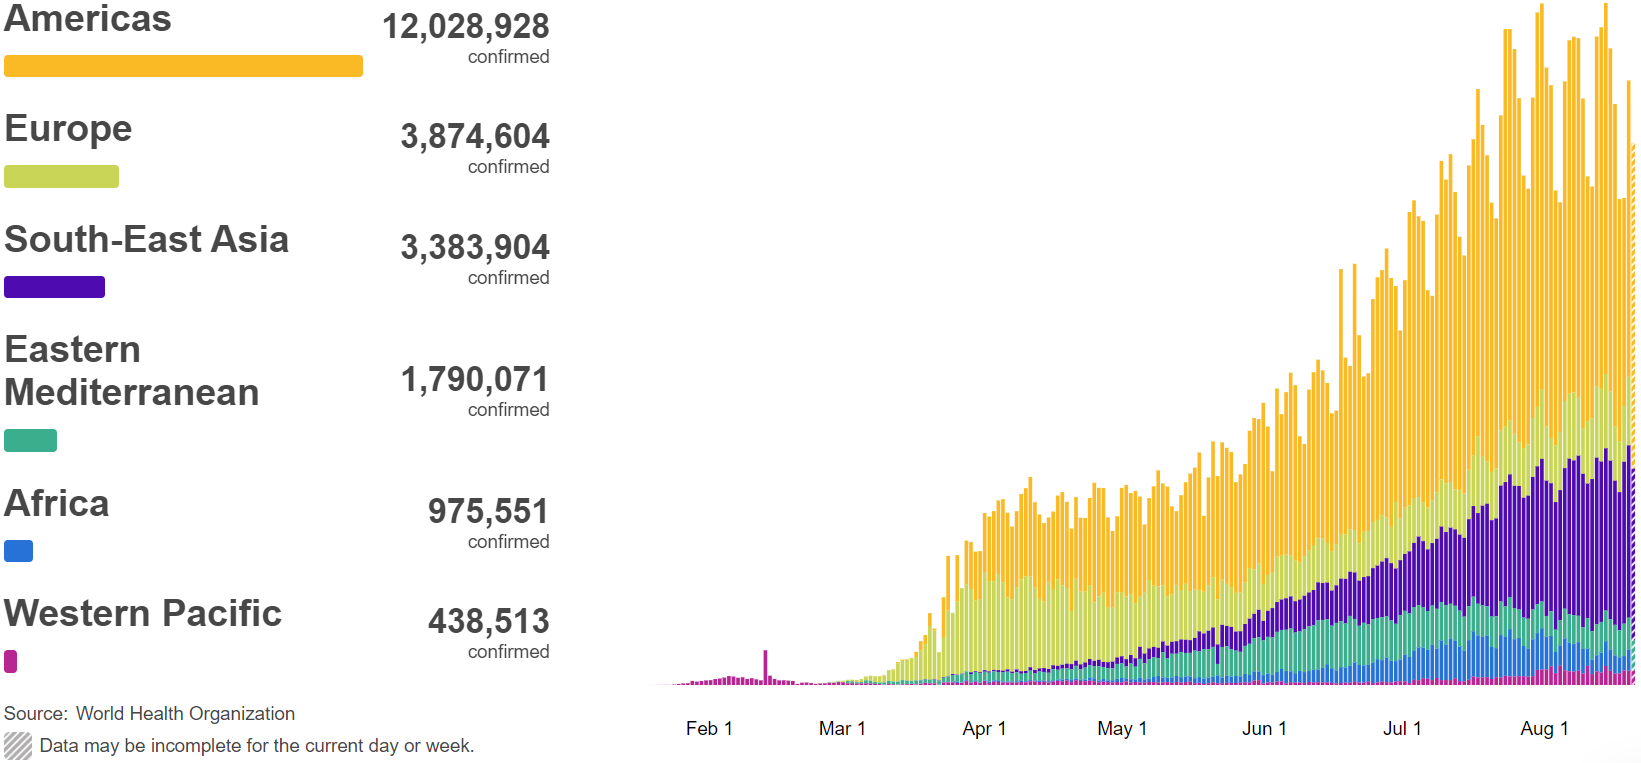 Americas
12,028,928
confirmed
Europe
3,874,604
confirmed
South-East Asia
3,383,904
confirmed
Eastern
Mediterranean
1,790,071
confirmed
Africa
975,551
confirmed
Western Pacific
438,513
confirmed
Source: World Health Organization
Data may be incomplete for the current day or week.
Feb 1 Mar 1 Apr 1 May 1 Jun 1 Jul 1 Aug 1